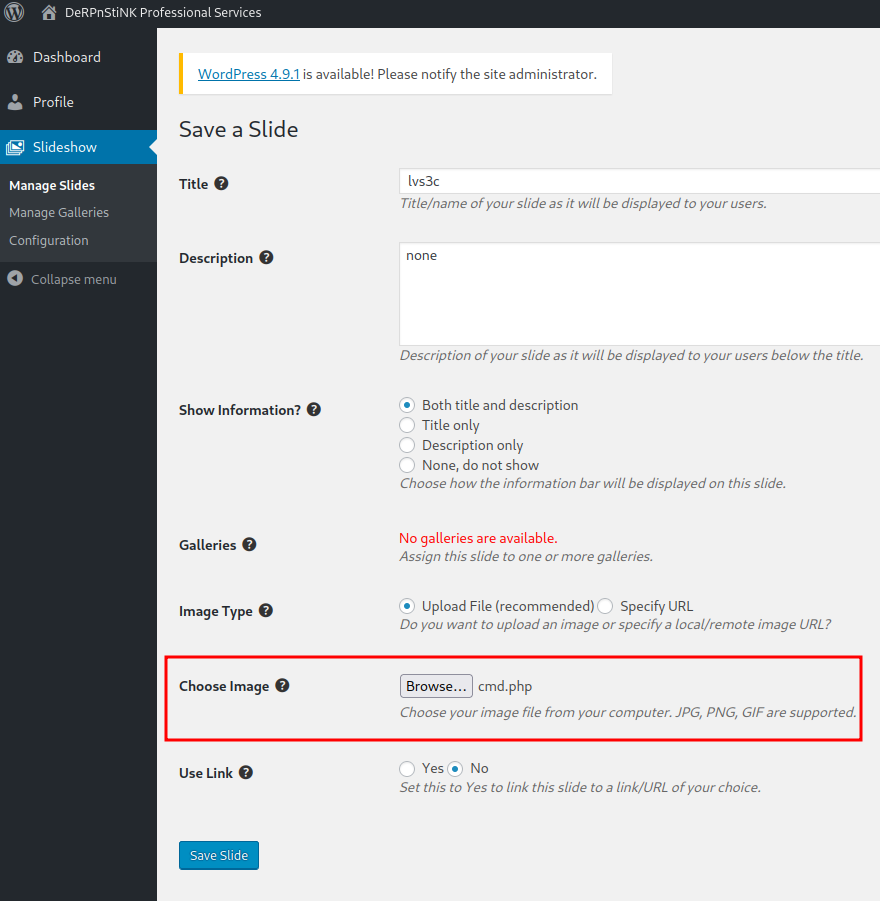 DeRPnStiNK Professional Services
Dashboard
Profile
Slideshow
Manage Slides
Manage Galleries
Configuration
Collapse menu
WordPress 4.9.1 is available! Please notify the site administrator.
Save a Slide
Title
lvs3c
Title/name of your slide as it will be displayed to your users.
Description
none
Description of your slide as it will be displayed to your users below the title.
Show Information?
Both title and description
Title only
Description only
None, do not show
Choose how the information bar will be displayed on this slide.
Galleries
No galleries are available.
Assign this slide to one or more galleries.
Image Type
Upload File (recommended) Specify URL
Do you want to upload an image or specify a local/remote image URL?
Choose Image
Browse... cmd.php
Choose your image file from your computer. JPG, PNG, GIF are supported.
Use Link
Yes No
Set this to Yes to link this slide to a link/URL of your choice.
Save Slide